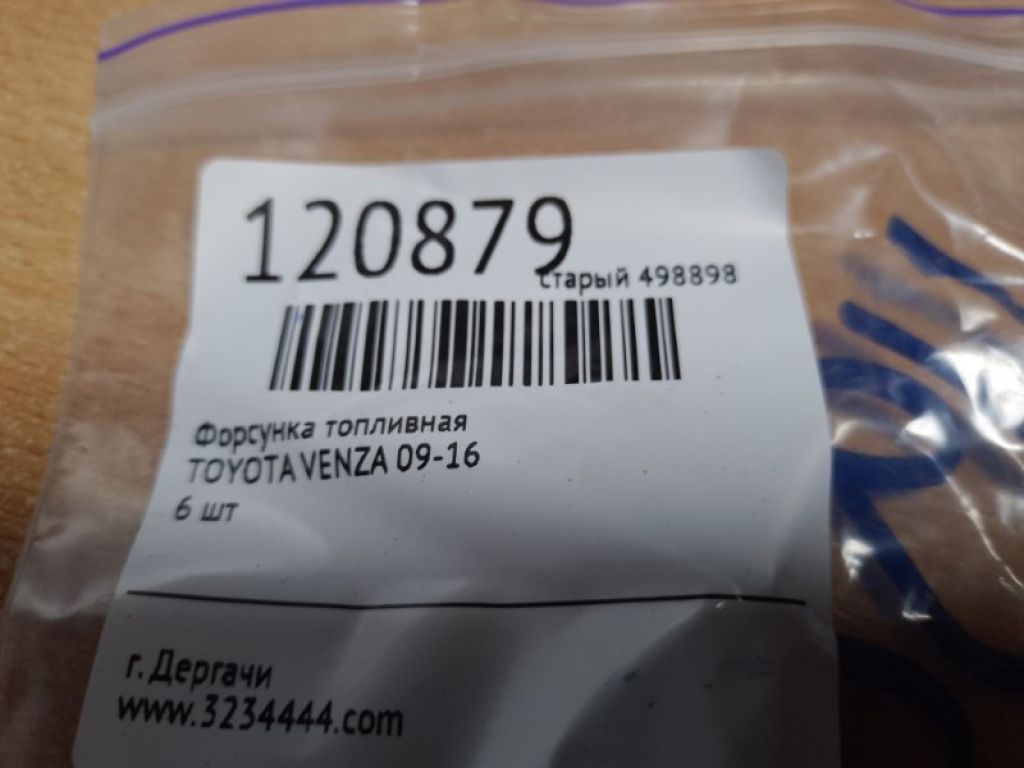 120879
старый 498898
Форсунка топливная
TOYOTA VENZA 09-16
6 шт
г. Дергачи
www.3234444.com